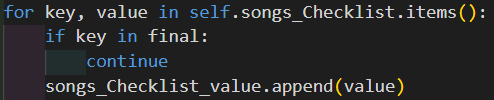 for key, value in self.songs_Checklist.items():
    if key in final:
        continue
    songs_Checklist_value.append(value)